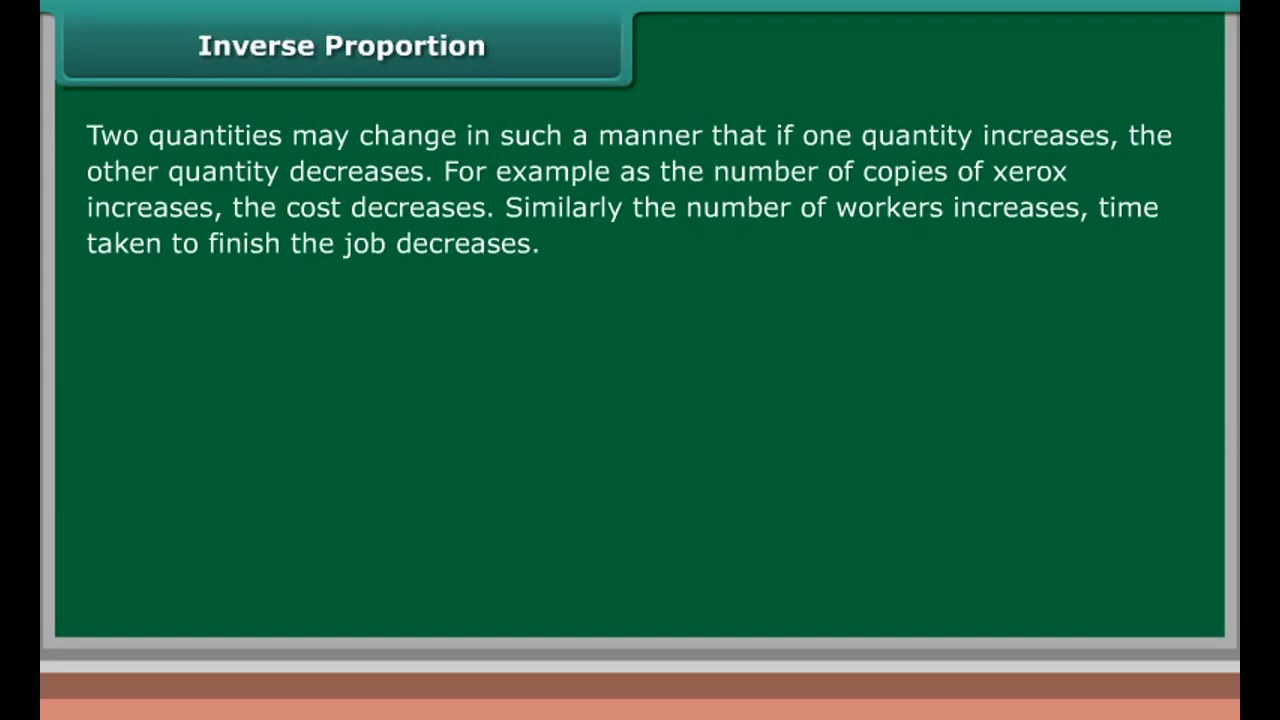 Inverse Proportion
Two quantities may change in such a manner that if one quantity increases, the
other quantity decreases. For example as the number of copies of xerox
increases, the cost decreases. Similarly the number of workers increases, time
taken to finish the job decreases.